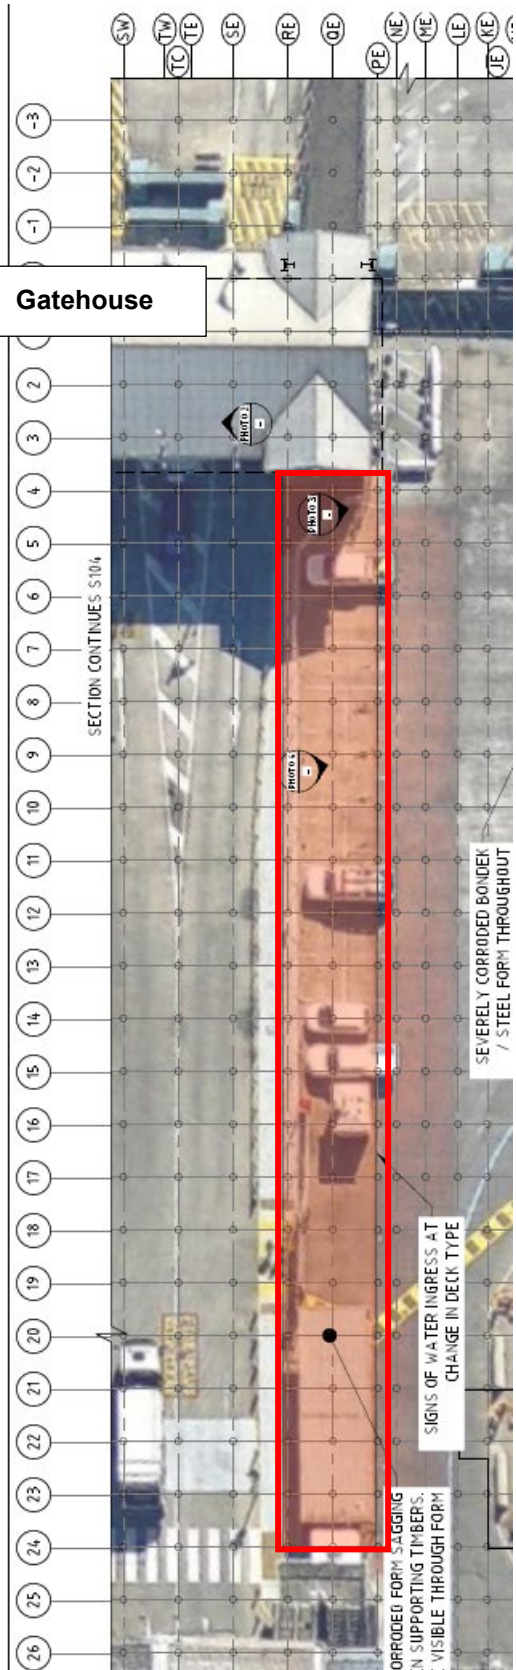 SW
TW
TC
TE
SE
RE
QE
PE
NE
ME
LE
KE
JE
-3
-2
-1
Gatehouse
2
3
PHOTO 2
-
4
PHOTO 3
-
5
6
SECTION CONTINUES S104
7
8
9
PHOTO 4
-
10
11
12
13
14
15
16
17
18
19
20
21
22
23
24
25
26
SEVERELY CORRODED BONDEK
/ STEEL FORM THROUGHOUT
SIGNS OF WATER INGRESS AT
CHANGE IN DECK TYPE
ORRODED FORM SAGGING
N SUPPORTING TIMBERS.
VISIBLE THROUGH FORM